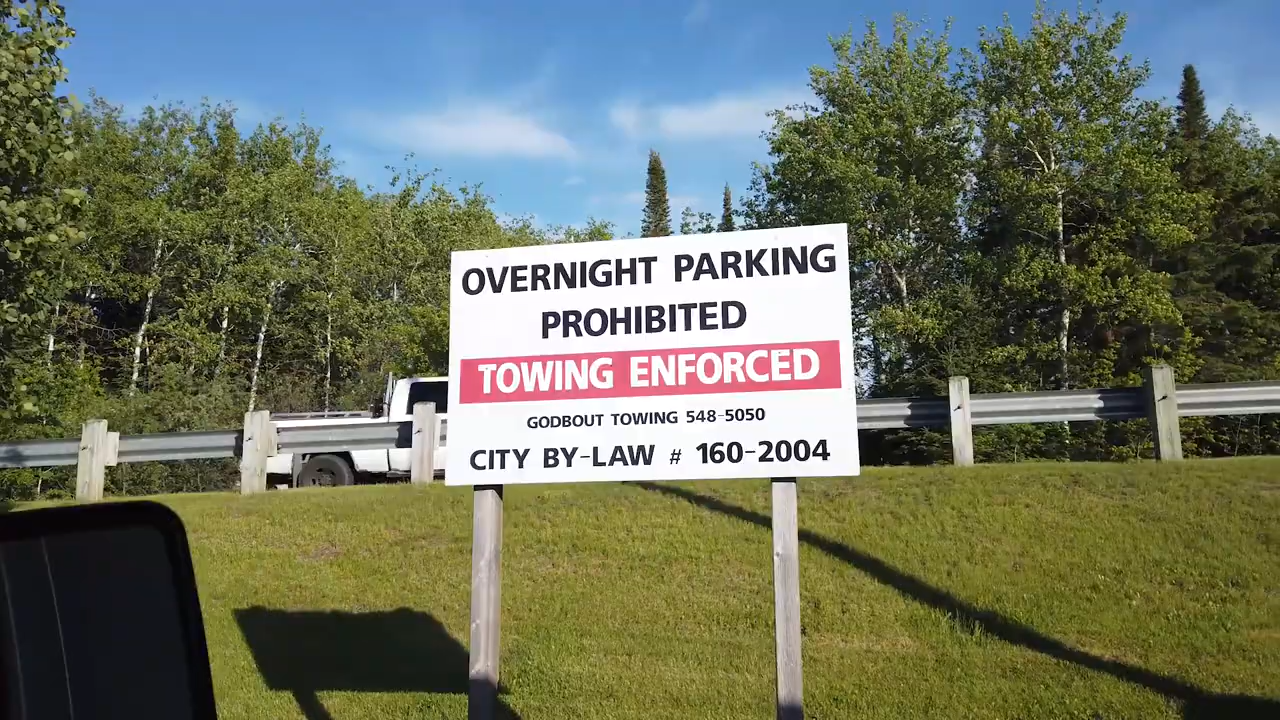 OVERNIGHT PARKING
PROHIBITED
TOWING ENFORCED
GODBOUT TOWING 548-5050
CITY BY-LAW # 160-2004